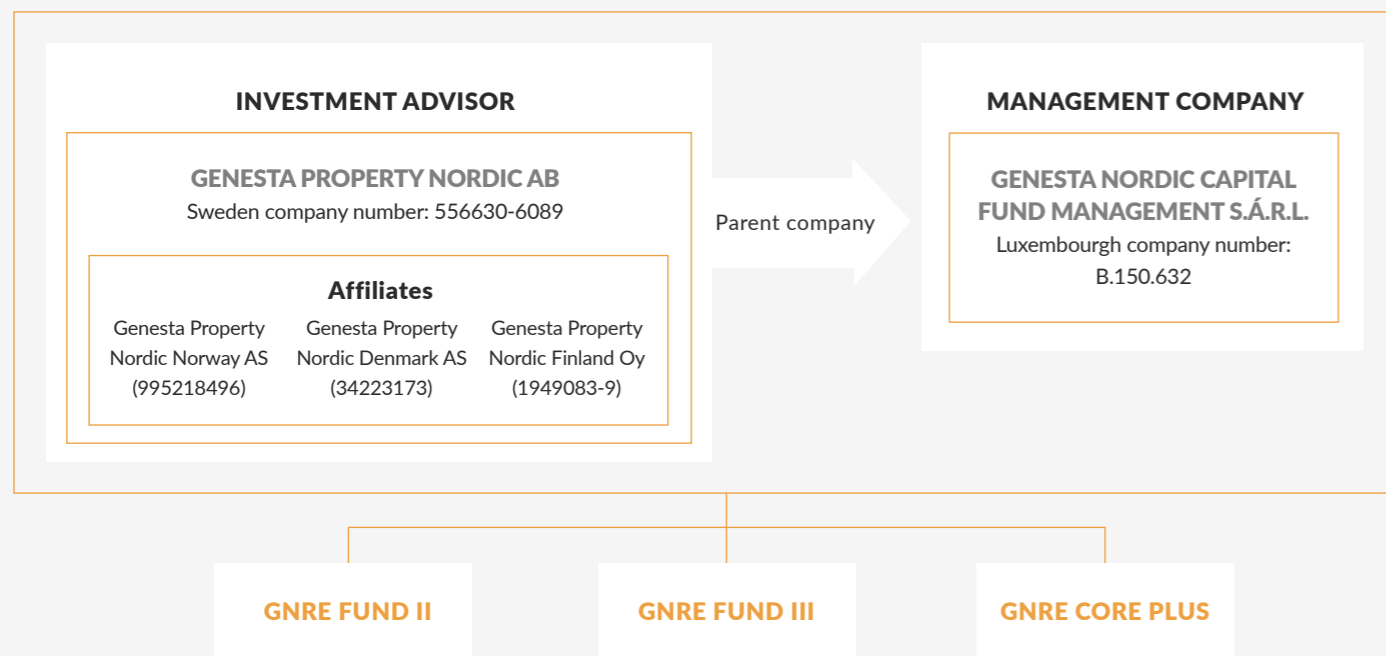 INVESTMENT ADVISOR
GENESTA PROPERTY NORDIC AB
Sweden company number: 556630-6089
Affiliates
Genesta Property
Nordic Norway AS
(995218496)
Genesta Property
Nordic Denmark AS
(34223173)
Genesta Property
Nordic Finland Oy
(1949083-9)
Parent company
MANAGEMENT COMPANY
GENESTA NORDIC CAPITAL
FUND MANAGEMENT S.Á.R.L.
Luxembourgh company number:
B.150.632
GNRE FUND II
GNRE FUND III
GNRE CORE PLUS